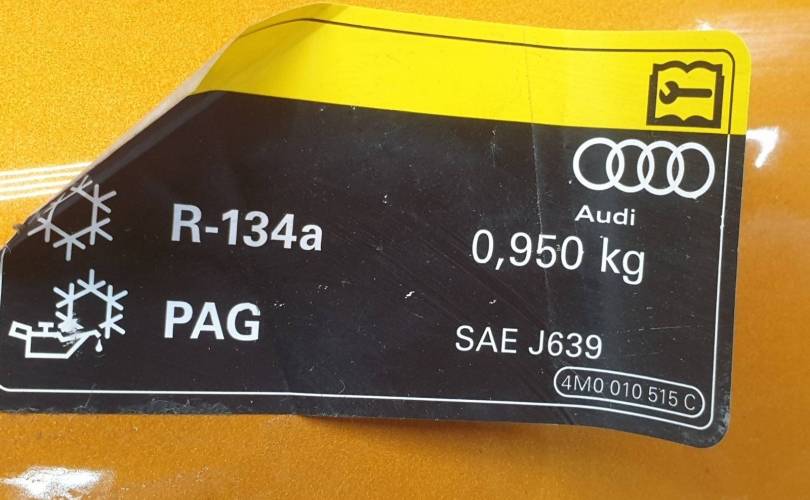 Audi
R-134a 0,950 kg
PAG SAE J639
4M0 010 515 C